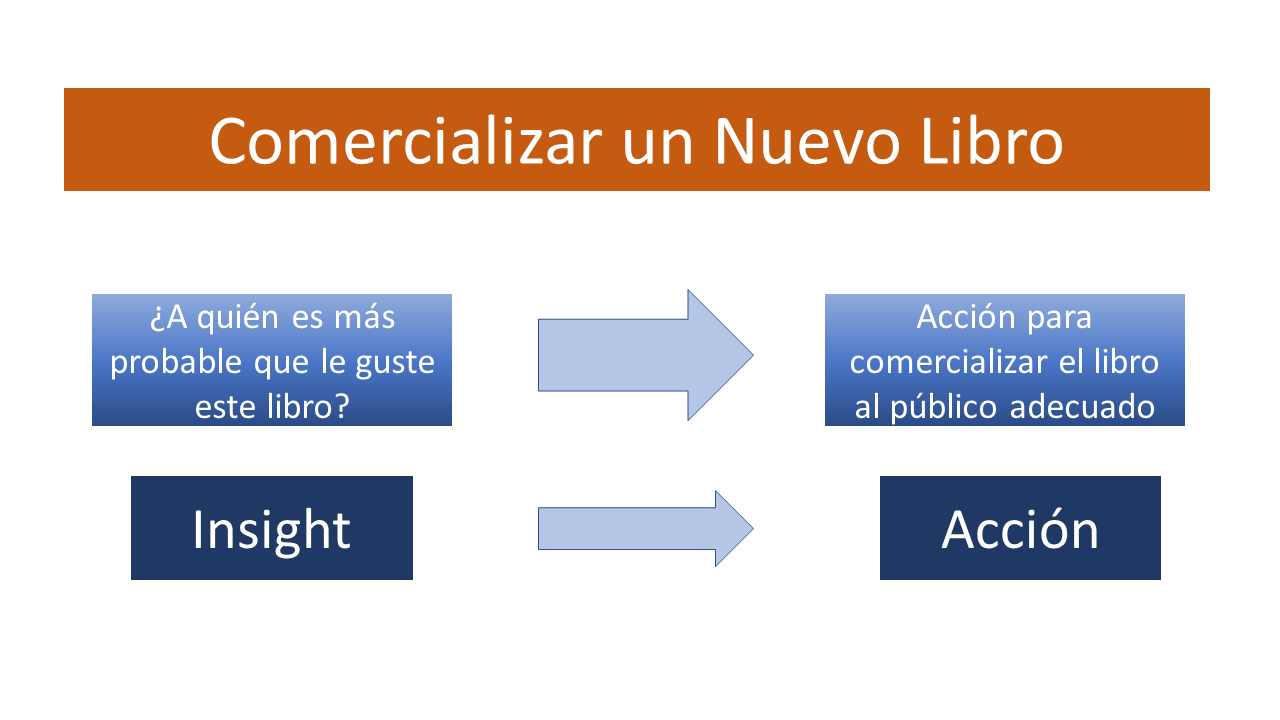 Comercializar un Nuevo Libro
¿A quién es más
probable que le guste
este libro?
Acción para
comercializar el libro
al público adecuado
Insight
Acción